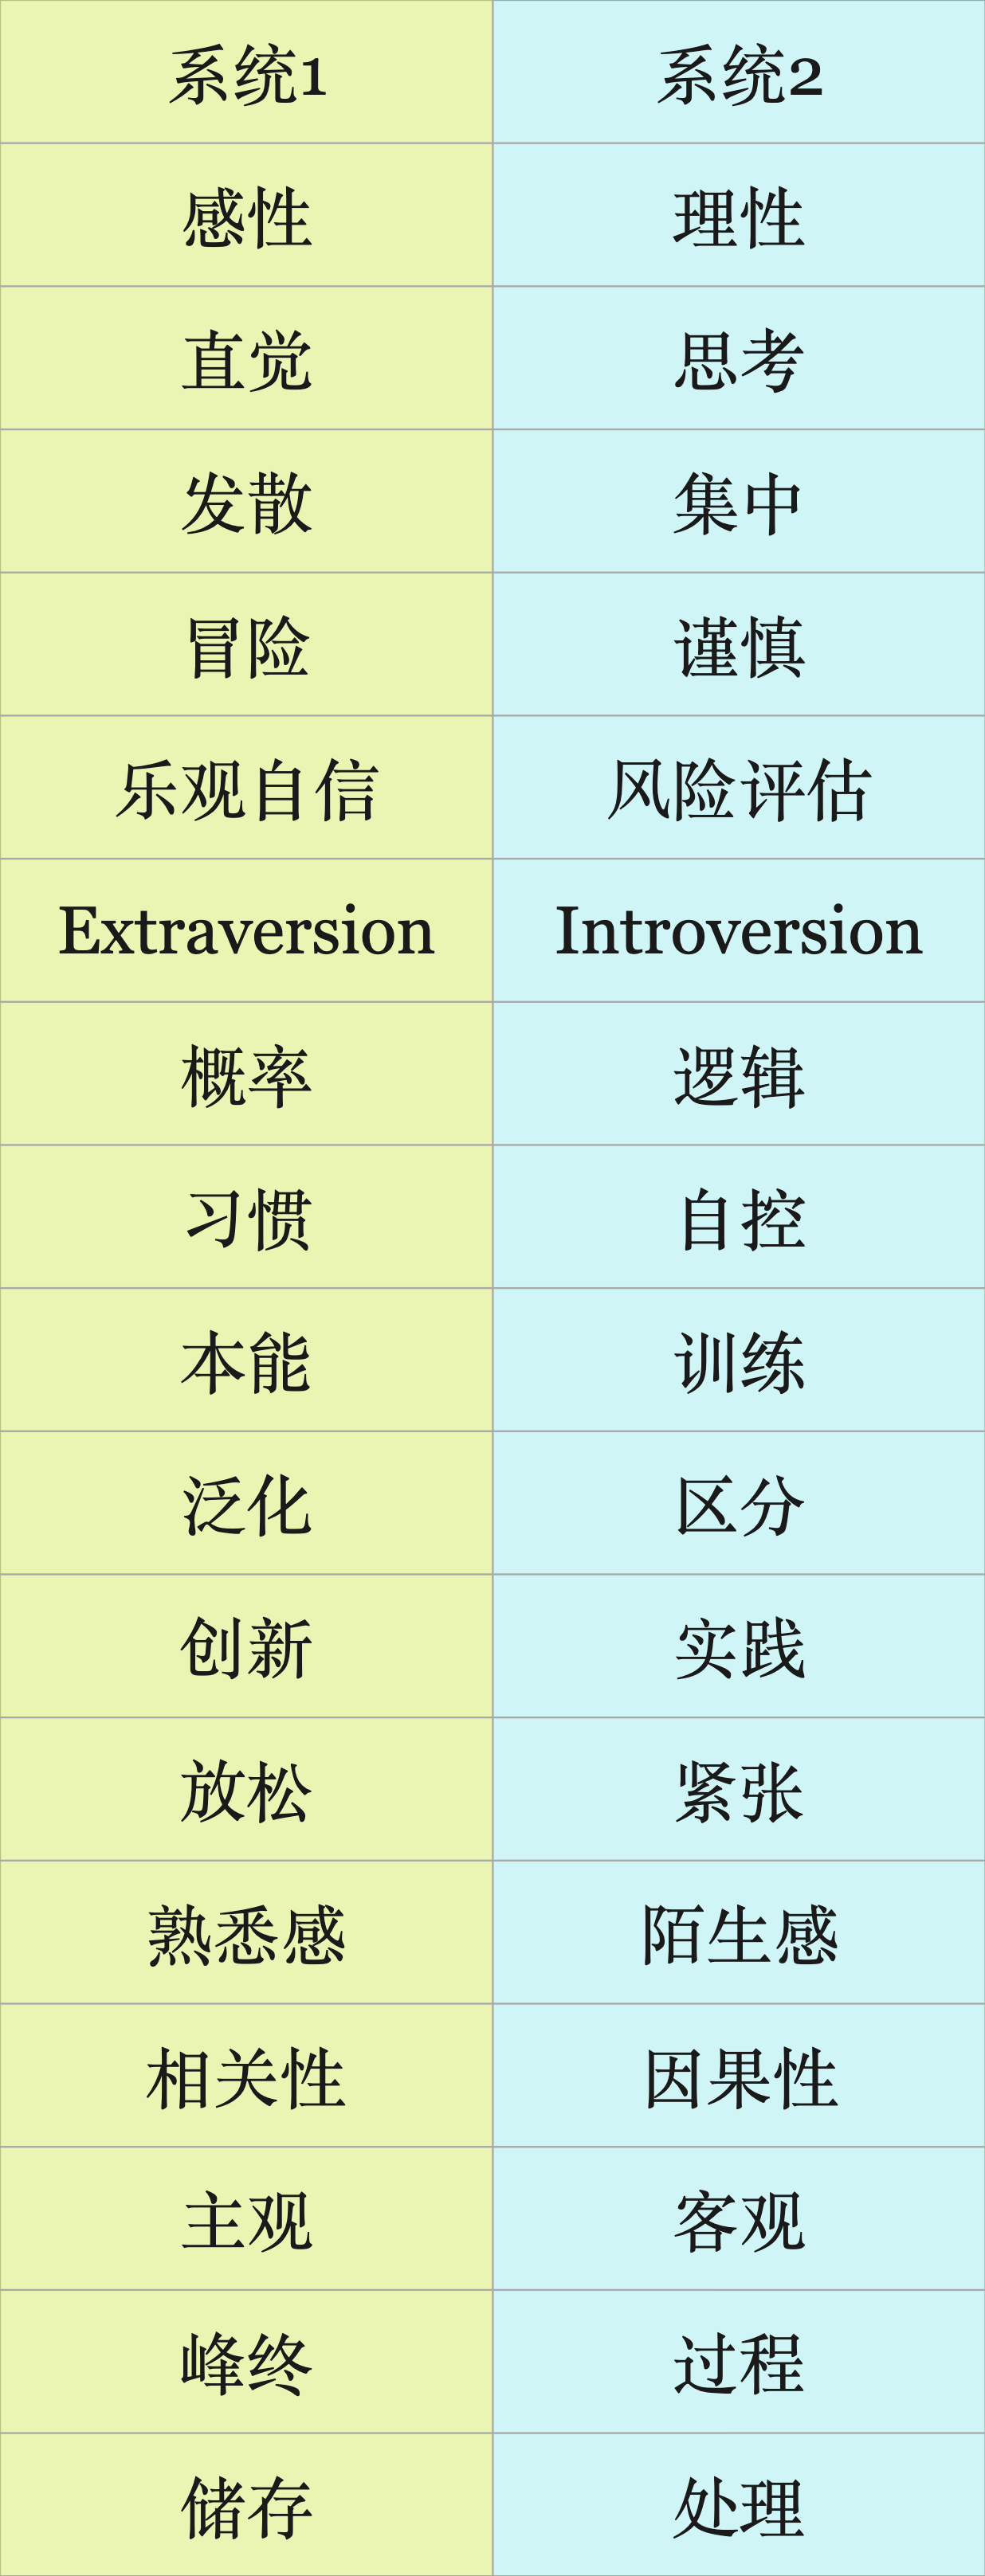 系统1 系统2
感性 理性
直觉 思考
发散 集中
冒险 谨慎
乐观自信 风险评估
Extraversion Introversion
概率 逻辑
习惯 自控
本能 训练
泛化 区分
创新 实践
放松 紧张
熟悉感 陌生感
相关性 因果性
主观 客观
峰终 过程
储存 处理